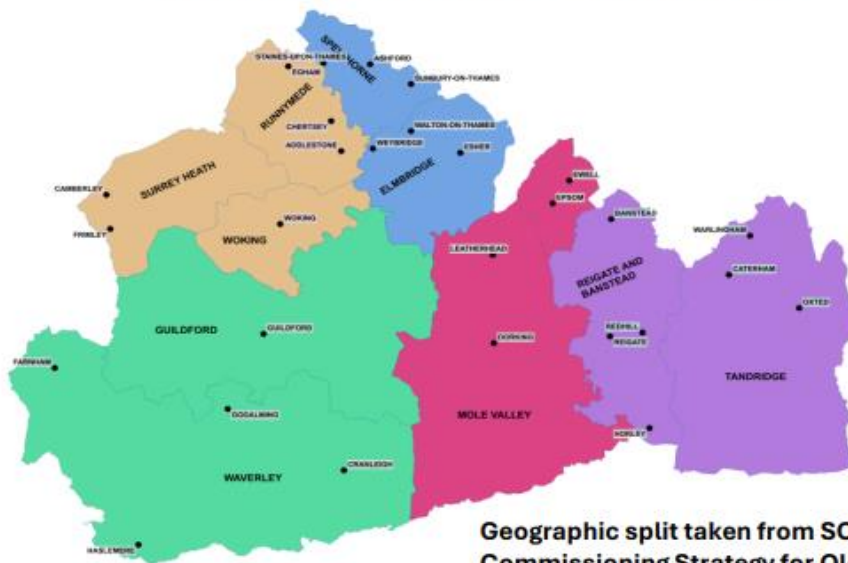 SPELTHORNE
STAINES-UPON-THAMES
ASHFORD
EGHAM
SUNBURY-ON-THAMES
RUNNYMEDE
CHERTSEY
WALTON-ON-THAMES
ADDLESTONE
WEYBRIDGE
ESHER
ELMBRIDGE
SURREY HEATH
CAMBERLEY
EWELL
EPSOM
BANSTEAD
FRIMLEY
WOKING
WOKING
WARLINGHAM
LEATHERHEAD
REIGATE AND
BANSTEAD
CATERHAM
OXTED
GUILDFORD
GUILDFORD
REDHILL
REIGATE
DORKING
FARNHAM
TANDRIDGE
GODALMING
MOLE VALLEY
HORLEY
CRANLEIGH
WAVERLEY
HASLEMERE
Geographic split taken from SC
Commissioning Strategy for Ol